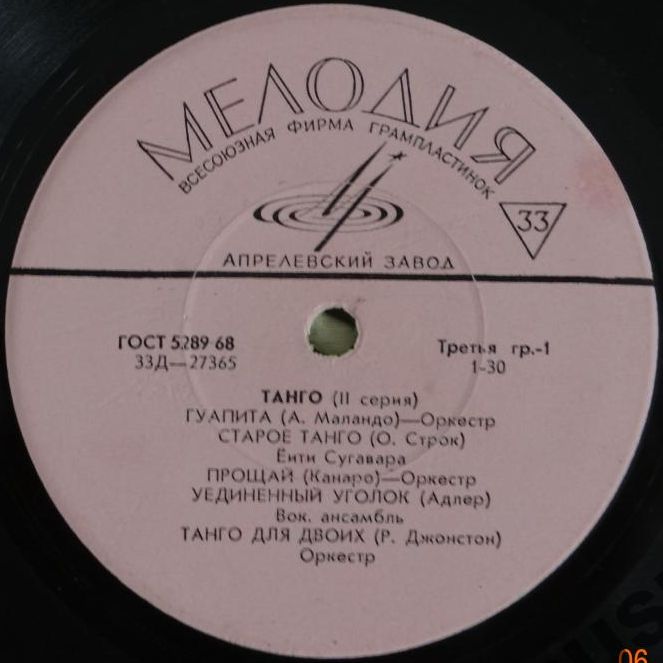 МЕЛОДИЯ
ВСЕСОЮЗНАЯ ФИРМА ГРАМПЛАСТИНОК
33
АПРЕЛЕВСКИЙ ЗАВОД
ГОСТ 5289-68
Третья гр.-1
33Д—27365
1-30
ТАНГО (II серия)
ГУАПИТА (А. Маландо)—Оркестр
СТАРОЕ ТАНГО (О. Строк)
Еити Сугавара
ПРОЩАЙ (Канаро)—Оркестр
УЕДИНЕННЫЙ УГОЛОК (Адлер)
Вок. ансамбль
ТАНГО ДЛЯ ДВОИХ (Р. Джонстон)
Оркестр
06